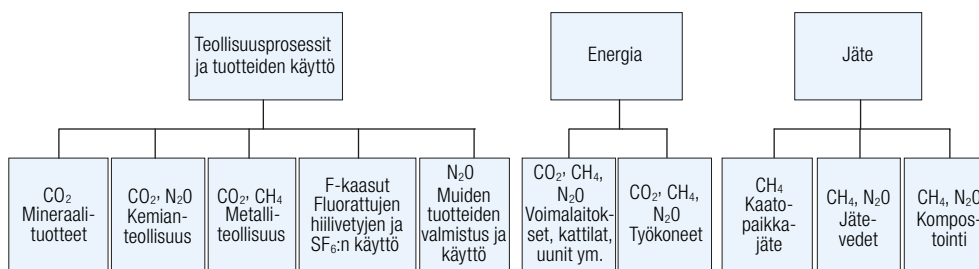 Teollisuusprosessit
ja tuotteiden käyttö
Energia
Jäte
CO₂
Mineraali-
tuotteet
CO₂, N₂O
Kemian-
teollisuus
CO₂, CH₄
Metalli-
teollisuus
F-kaasut
Fluorattujen
hiilivetyjen ja
SF₆:n käyttö
N₂O
Muiden
tuotteiden
valmistus ja
käyttö
CO₂, CH₄,
N₂O
Voimalaitok-
set, kattilat,
uunit ym.
CO₂, CH₄,
N₂O
Työkoneet
CH₄
Kaato-
paikka-
jäte
CH₄, N₂O
Jäte-
vedet
CH₄, N₂O
Kompos-
tointi